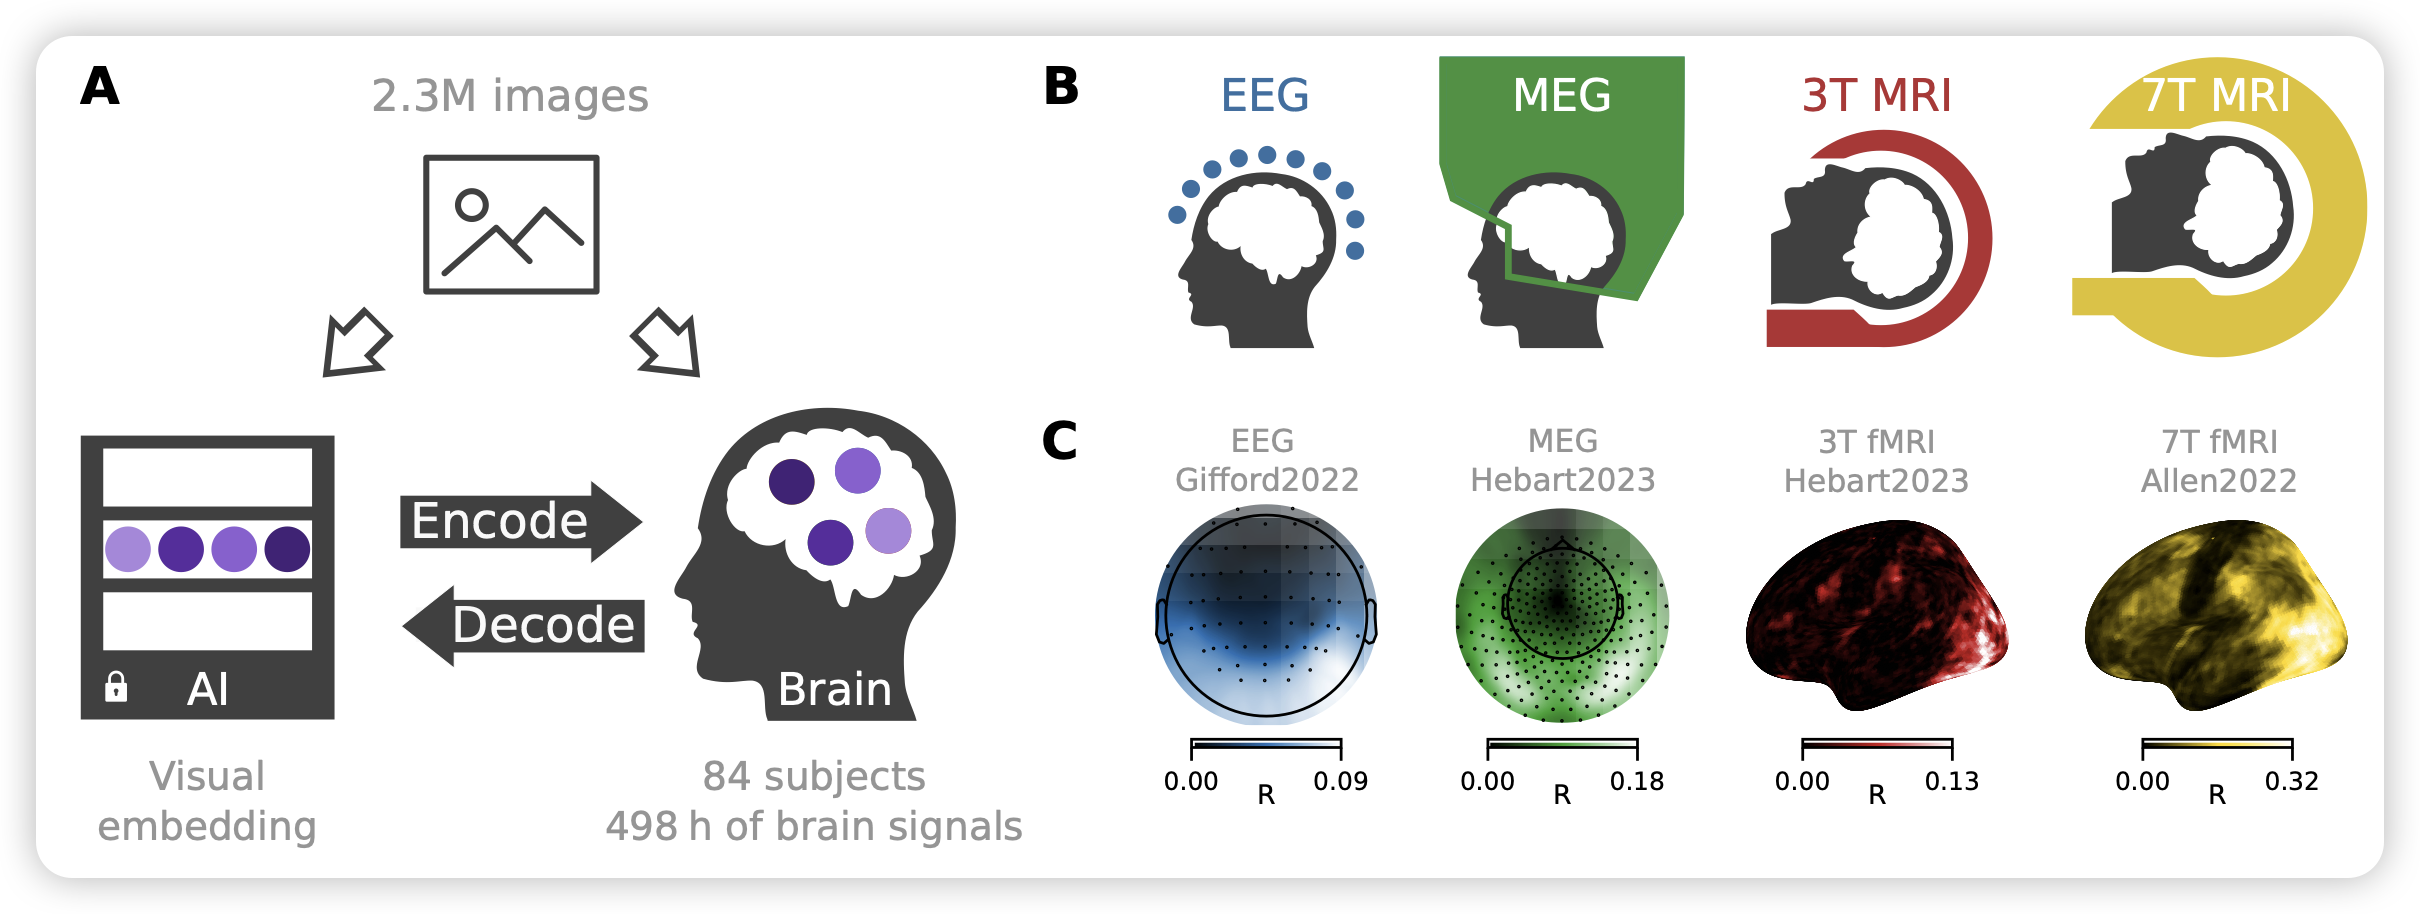 A
2.3M images
Encode
Decode
AI
Brain
Visual
embedding
84 subjects
498 h of brain signals
B
EEG
MEG
3T MRI
7T MRI
C
EEG
Gifford2022
0.00
0.09
R
MEG
Hebart2023
0.00
0.18
R
3T fMRI
Hebart2023
0.00
0.13
R
7T fMRI
Allen2022
0.00
0.32
R